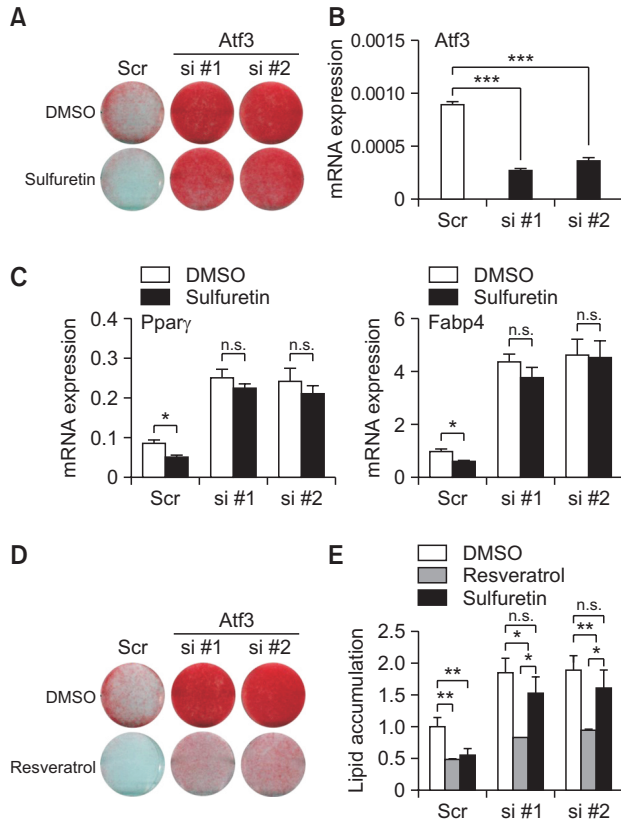 A
Atf3
Scr si #1 si #2
DMSO
Sulfuretin
B
Atf3
mRNA expression
0.0015
0.0010
0.0005
0
***
***
Scr si #1 si #2
C
DMSO
Sulfuretin
Pparγ
mRNA expression
0.4
0.3
0.2
0.1
0
*
n.s.
n.s.
Scr si #1 si #2
DMSO
Sulfuretin
Fabp4
mRNA expression
6
4
2
0
*
n.s.
n.s.
Scr si #1 si #2
D
Atf3
Scr si #1 si #2
DMSO
Resveratrol
E
DMSO
Resveratrol
Sulfuretin
Lipid accumulation
2.5
2.0
1.5
1.0
0.5
0
**
**
n.s.
*
*
n.s.
**
*
Scr si #1 si #2